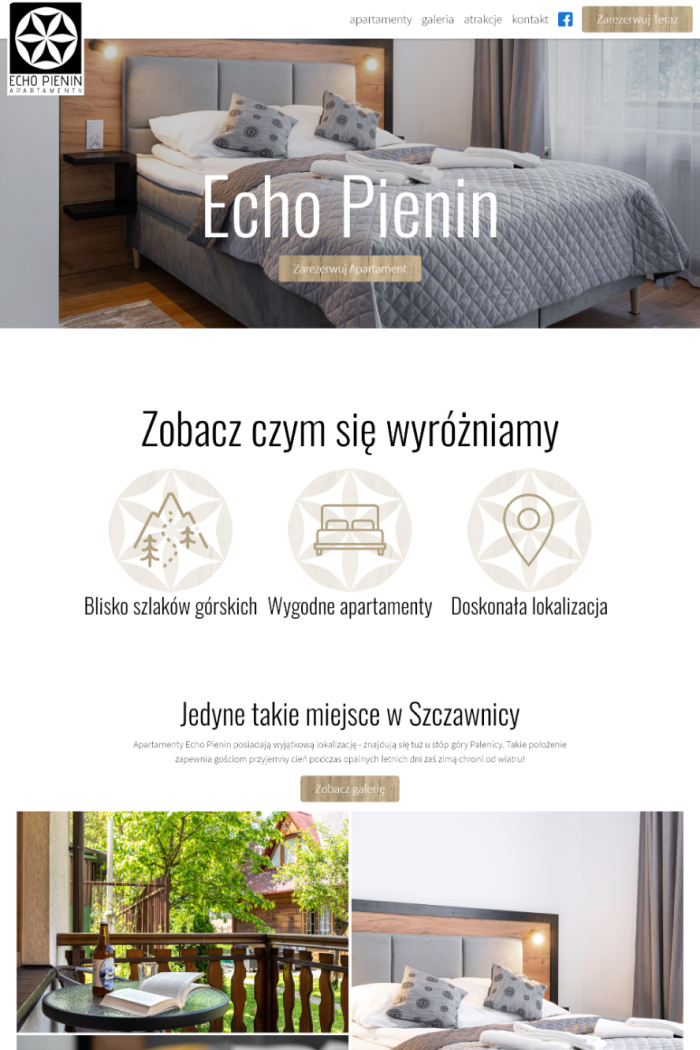 ECHO PIENIN
APARTAMENTY
apartamenty galeria atrakcje kontakt Zarezerwuj Teraz
Echo Pienin
Zarezerwuj Apartament
Zobacz czym się wyróżniamy
Blisko szlaków górskich Wygodne apartamenty Doskonała lokalizacja
Jedyne takie miejsce w Szczawnicy
Apartamenty Echo Pienin posiadają wyjątkową lokalizację - znajdują się tuż u stóp góry Palenicy. Takie położenie
zapewnia gościom przyjemny cień podczas opalnych letnich dni zaś zimą chroni od wiatru!
Zobacz galerię